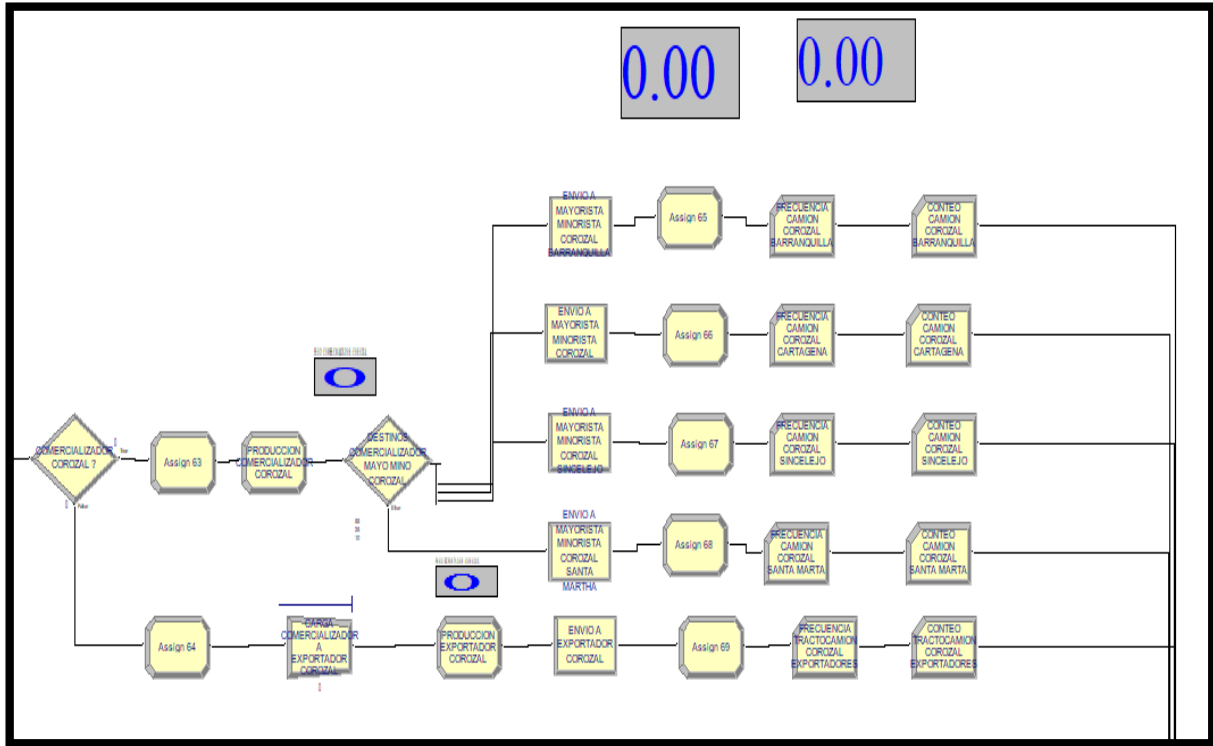 0.00
0.00
ENVIO A
MAYORISTA
MINORISTA
COROZAL
BARRANQUILLA
Assign 65
FRECUENCIA
CAMION
COROZAL
BARRANQUILLA
CONTEO
CAMION
COROZAL
BARRANQUILLA
ENVIO A
MAYORISTA
MINORISTA
COROZAL
Assign 66
FRECUENCIA
CAMION
COROZAL
CARTAGENA
CONTEO
CAMION
COROZAL
CARTAGENA
0
COMERCIALIZADOR
COROZAL ?
0
True
0
False
Assign 63
PRODUCCION
COMERCIALIZADOR
COROZAL
DESTINOS
COMERCIALIZADOR
MAYO MINO
COROZAL
Else
ENVIO A
MAYORISTA
MINORISTA
COROZAL
SINCELEJO
Assign 67
FRECUENCIA
CAMION
COROZAL
SINCELEJO
CONTEO
CAMION
COROZAL
SINCELEJO
ENVIO A
MAYORISTA
MINORISTA
COROZAL
SANTA
MARTHA
Assign 68
FRECUENCIA
CAMION
COROZAL
SANTA MARTA
CONTEO
CAMION
COROZAL
SANTA MARTA
0
Assign 64
CARGA
COMERCIALIZADOR
A
EXPORTADOR
COROZAL
0
PRODUCCION
EXPORTADOR
COROZAL
ENVIO A
EXPORTADOR
COROZAL
Assign 69
FRECUENCIA
TRACTOCAMION
COROZAL
EXPORTADORES
CONTEO
TRACTOCAMION
COROZAL
EXPORTADORES